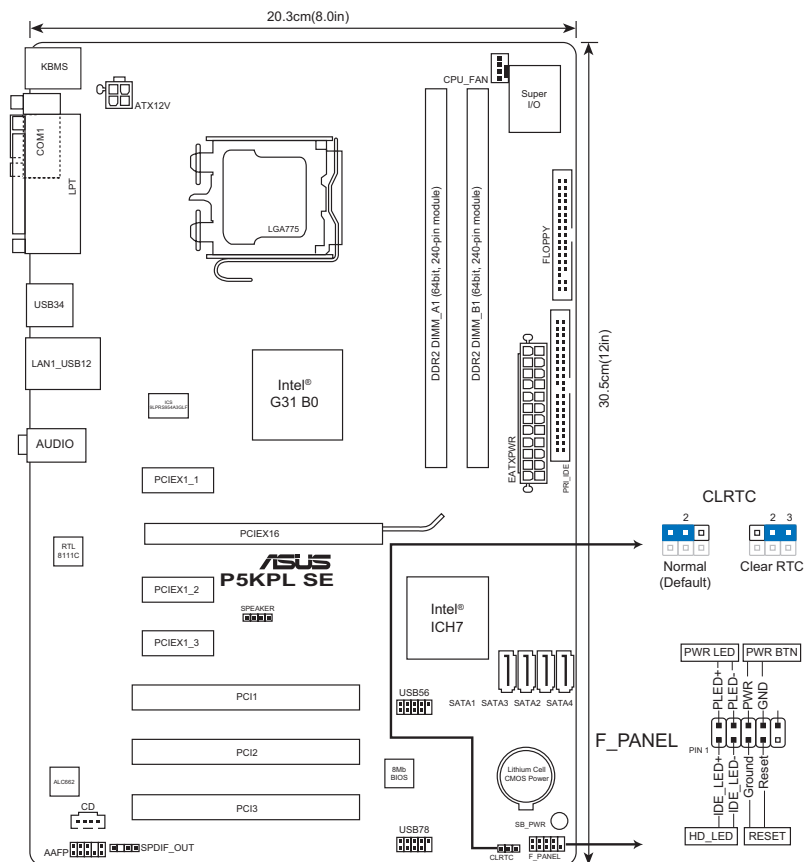 20.3cm(8.0in)
KBMS
CPU_FAN
Super
I/O
ATX12V
COM1
LPT
LGA775
DDR2 DIMM_A1 (64bit, 240-pin module)
DDR2 DIMM_B1 (64bit, 240-pin module)
FLOPPY
30.5cm(12in)
USB34
LAN1_USB12
Intel®
G31 B0
ICS
9LPRS954AGLF
AUDIO
EATXPWR
PRI_IDE
PCIEX1_1
CLRTC
2
2 3
Normal
(Default)
Clear RTC
PCIEX16
RTL
8111C
ASUS
P5KPL SE
PCIEX1_2
SPEAKER
Intel®
ICH7
PCIEX1_3
PWR LED
PWR BTN
PLED+
PLED-
PWR
GND
PCI1
USB56
SATA1
SATA3
SATA2
SATA4
F_PANEL
PIN 1
IDE_LED+
IDE_LED-
Ground
Reset
HD_LED
RESET
PCI2
8Mb
BIOS
Lithium Cell
CMOS Power
ALC662
PCI3
CD
SB_PWR
AAFP
SPDIF_OUT
USB78
CLRTC
F_PANEL